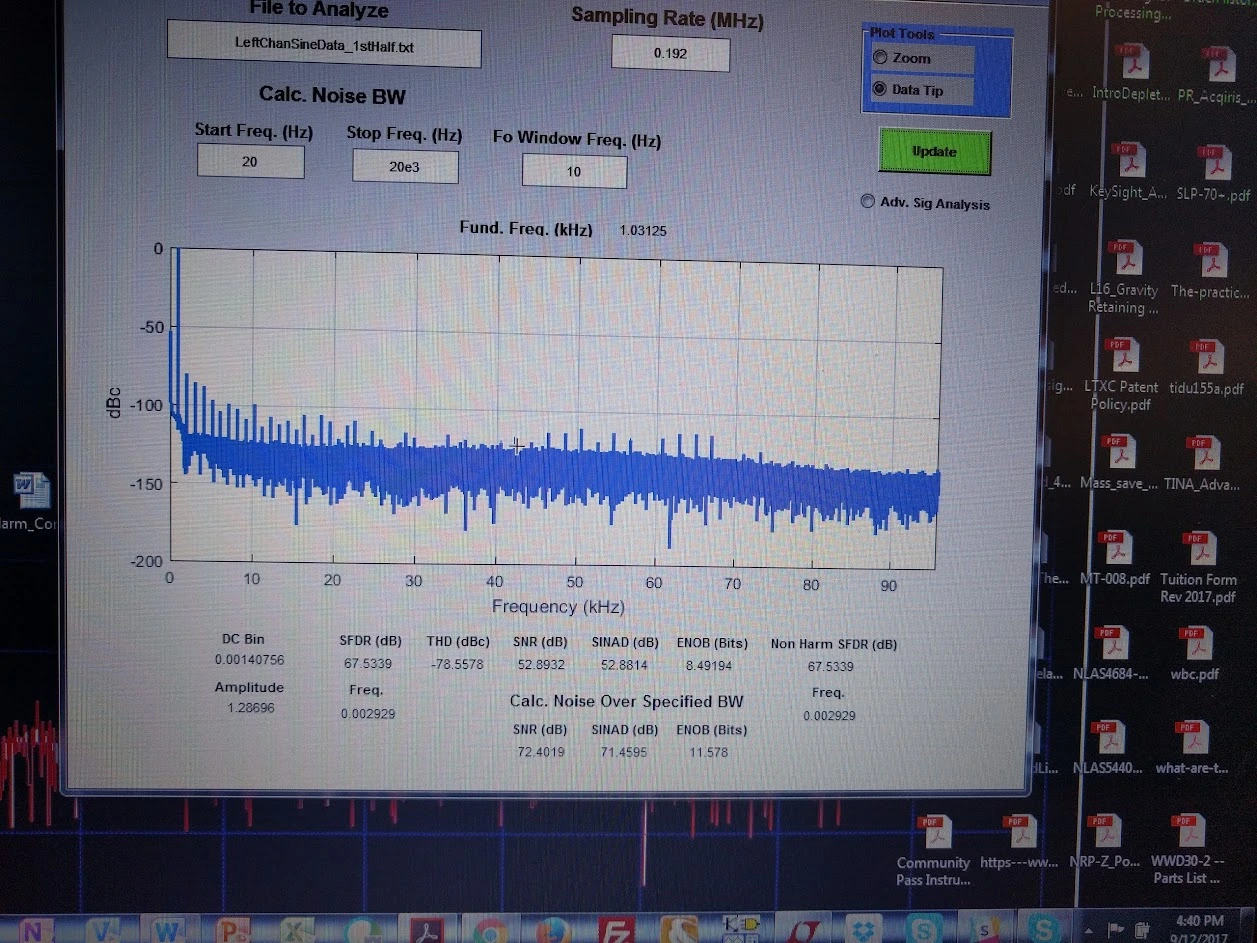 File to Analyze
LeftChanSineData_1stHalf.txt
Sampling Rate (MHz)
0.192
Plot Tools
Zoom
Data Tip
Update
Adv. Sig Analysis
Calc. Noise BW
Start Freq. (Hz)
20
Stop Freq. (Hz)
20e3
Fo Window Freq. (Hz)
10
Fund. Freq. (kHz) 1.03125
dBc
0
-50
-100
-150
-200
0 10 20 30 40 50 60 70 80 90
Frequency (kHz)
DC Bin
0.00140756
Amplitude
1.28696
SFDR (dB)
67.5339
Freq.
0.002929
THD (dBc)
-78.5578
SNR (dB)
52.8932
SINAD (dB)
52.8814
ENOB (Bits)
8.49194
Non Harm SFDR (dB)
67.5339
Freq.
0.002929
Calc. Noise Over Specified BW
SNR (dB)
72.4019
SINAD (dB)
71.4595
ENOB (Bits)
11.578
Processing...
IntroDeplet...
PR_Acqiris_...
KeySight_A...
SLP-70+.pdf
L16_Gravity
Retaining ...
The-practic...
LTXC Patent
Policy.pdf
tidu155a.pdf
Mass_save_...
TINA_Adva...
MT-008.pdf
Tuition Form
Rev 2017.pdf
NLAS4684-...
wbc.pdf
NLAS5440...
what-are-t...
Community
Pass Instru...
https---ww...
NRP-Z_Po...
WWD30-2 --
Parts List ...
4:40 PM
9/12/2017